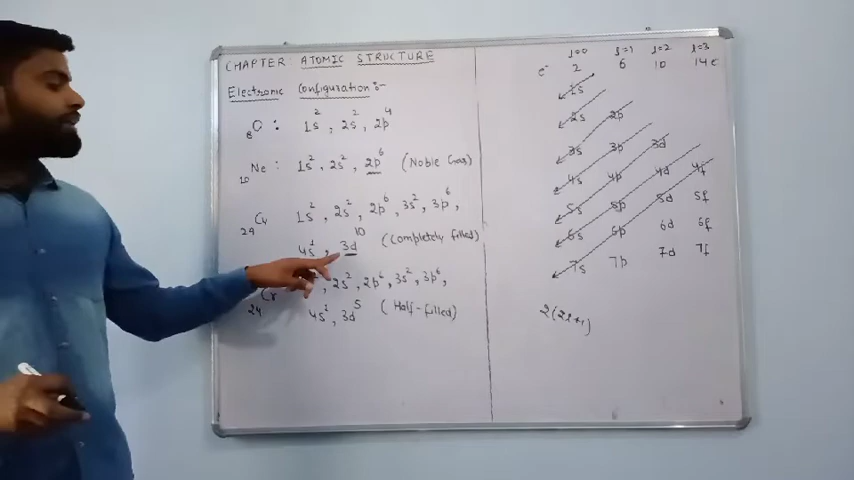 CHAPTER: ATOMIC STRUCTURE
Electronic Configuration:-
₈O : 1s², 2s², 2p⁴
₁₀Ne : 1s², 2s², 2p⁶ (Noble Gas)
₂₉Cu 1s², 2s², 2p⁶, 3s², 3p⁶,
4s¹, 3d¹⁰ (Completely filled)
₂₄Cr , 2s², 2p⁶, 3s², 3p⁶,
4s¹, 3d⁵ (Half-filled)
l=0 l=1 l=2 l=3
e⁻ 2 6 10 14e
1s
2s 2p
3s 3p 3d
4s 4p 4d 4f
5s 5p 5d 5f
6s 6p 6d 6f
7s 7p 7d 7f
2(2l+1)